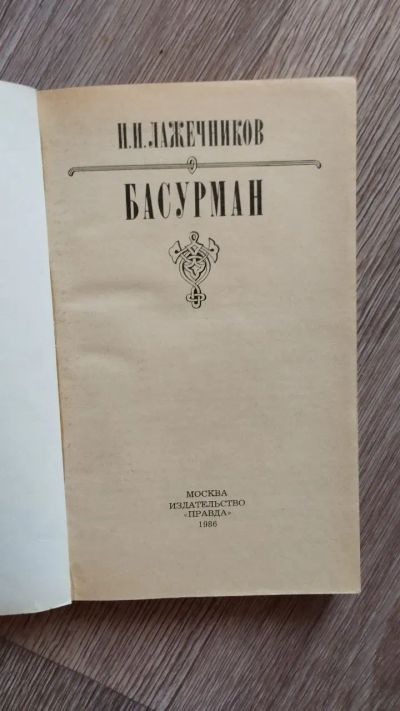 И.И.ЛАЖЕЧНИКОВ
БАСУРМАН
МОСКВА
ИЗДАТЕЛЬСТВО
«ПРАВДА»
1986